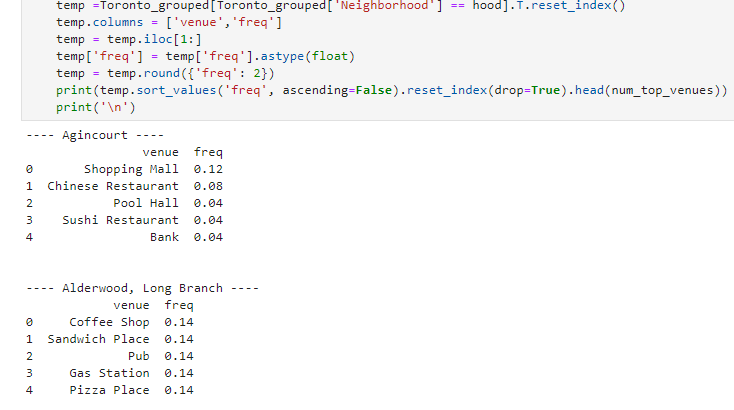 temp =Toronto_grouped[Toronto_grouped['Neighborhood'] == hood].T.reset_index()
temp.columns = ['venue','freq']
temp = temp.iloc[1:]
temp['freq'] = temp['freq'].astype(float)
temp = temp.round({'freq': 2})
print(temp.sort_values('freq', ascending=False).reset_index(drop=True).head(num_top_venues))
print('\n')
---- Agincourt ----
venue freq
0 Shopping Mall 0.12
1 Chinese Restaurant 0.08
2 Pool Hall 0.04
3 Sushi Restaurant 0.04
4 Bank 0.04
---- Alderwood, Long Branch ----
venue freq
0 Coffee Shop 0.14
1 Sandwich Place 0.14
2 Pub 0.14
3 Gas Station 0.14
4 Pizza Place 0.14